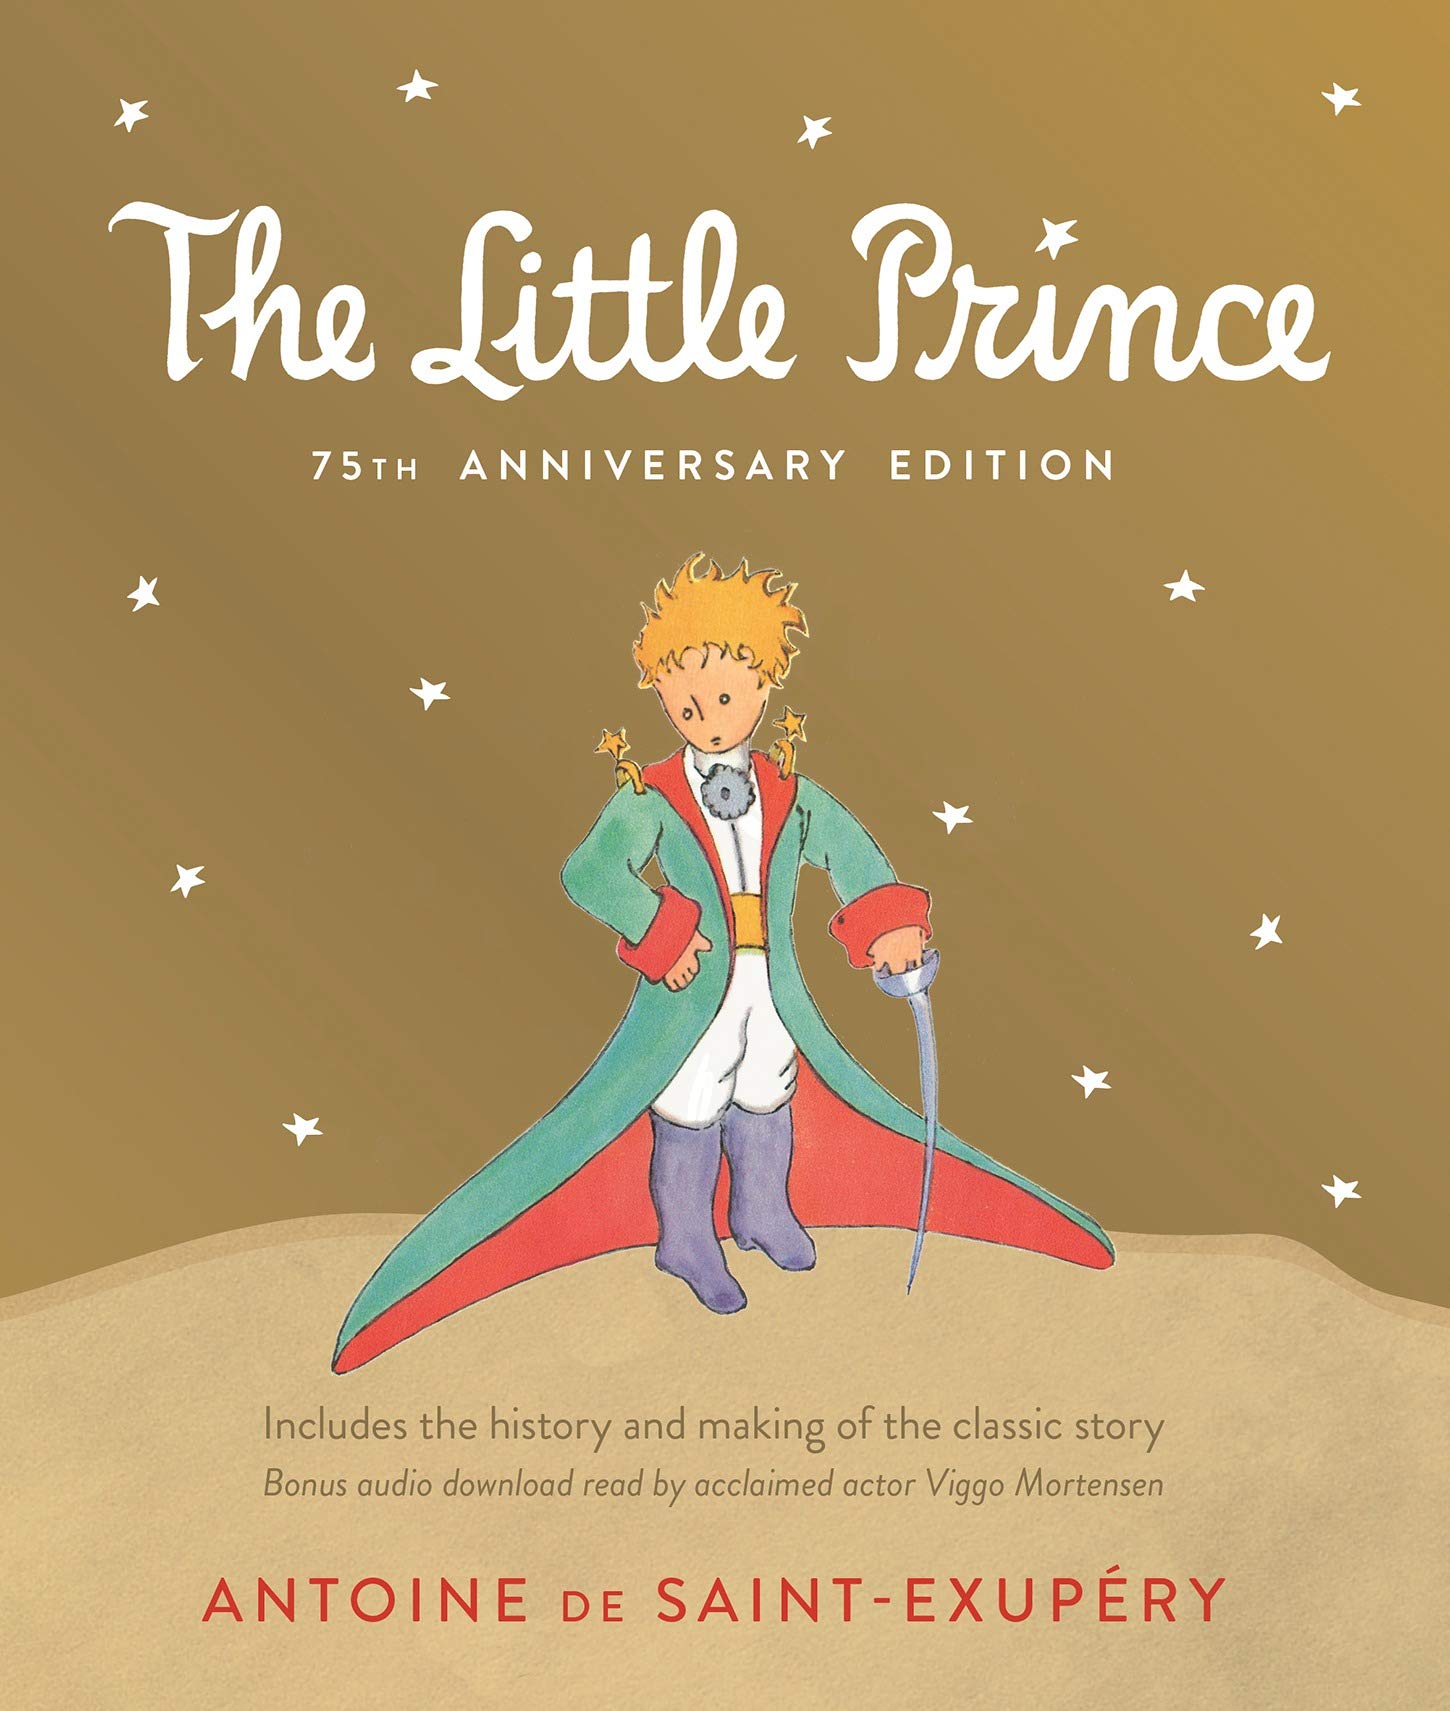 The Little Prince
75TH ANNIVERSARY EDITION
Includes the history and making of the classic story
Bonus audio download read by acclaimed actor Viggo Mortensen
ANTOINE DE SAINT-EXUPÉRY